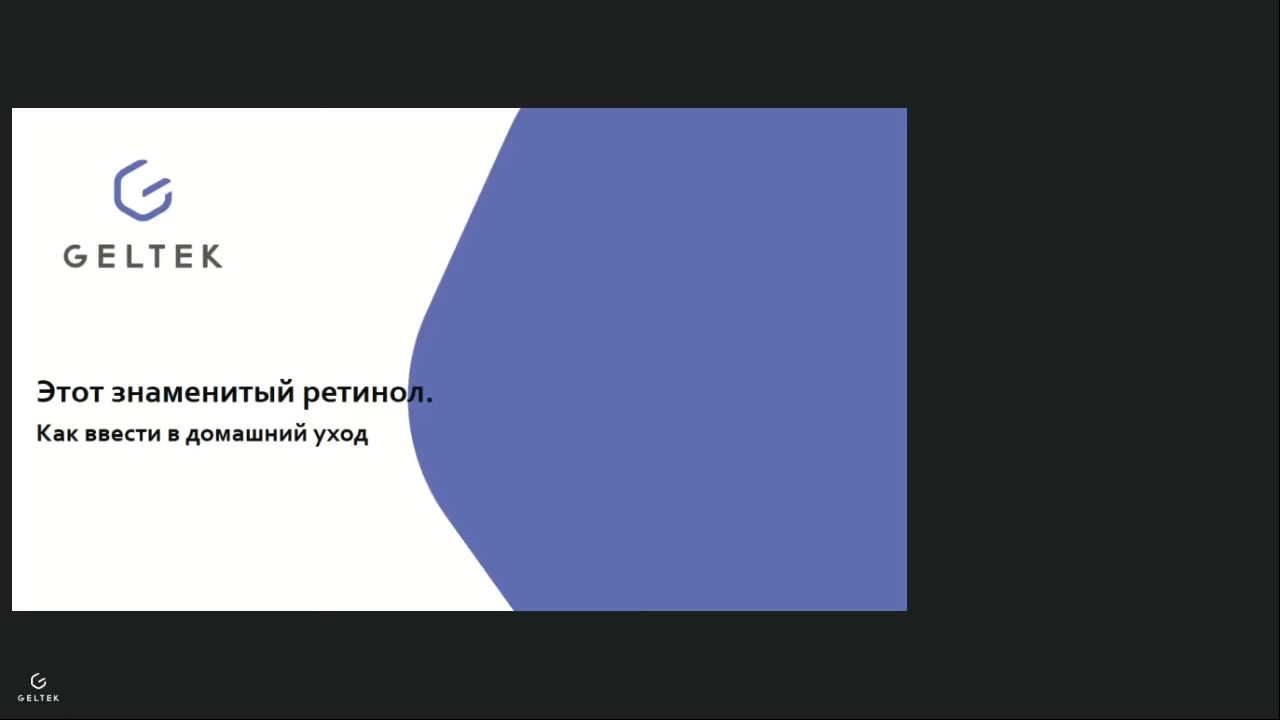 GELTEK
Этот знаменитый ретинол.
Как ввести в домашний уход
GELTEK